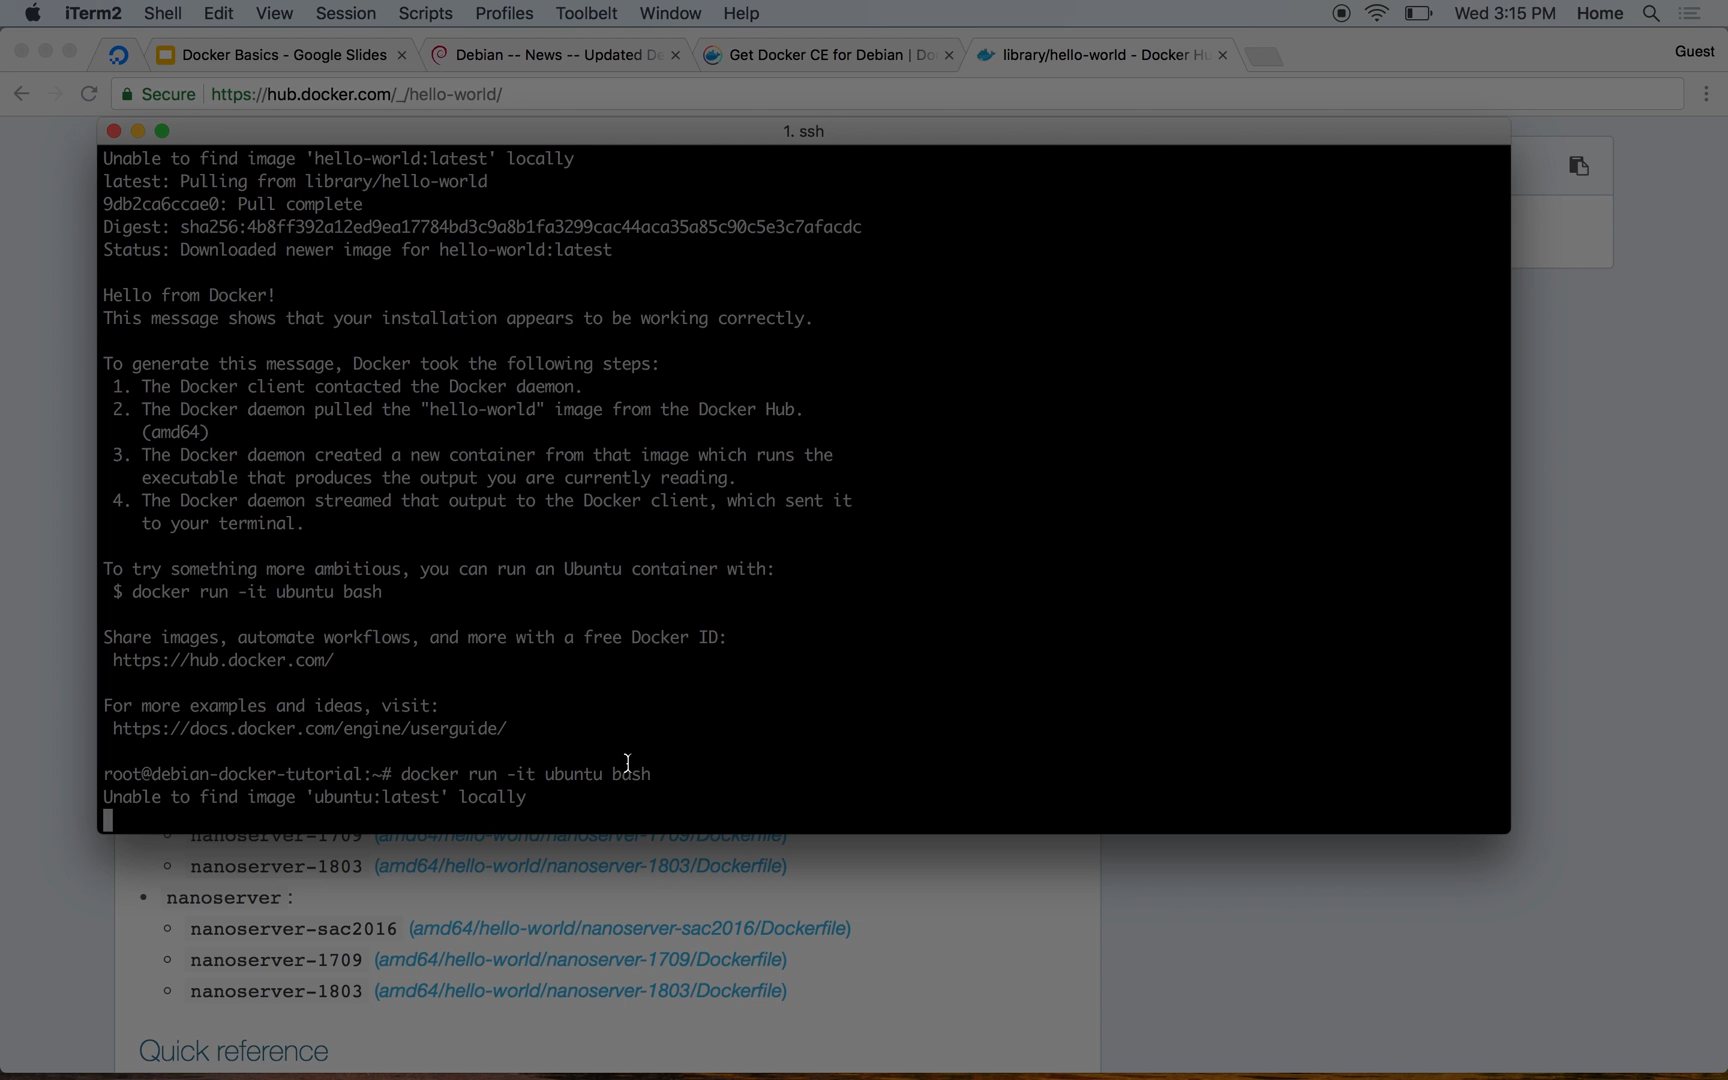 iTerm2 Shell Edit View Session Scripts Profiles Toolbelt Window Help Wed 3:15 PM Home
Docker Basics - Google Slides × Debian -- News -- Updated De × Get Docker CE for Debian | Do × library/hello-world - Docker Hu × Guest
Secure https://hub.docker.com/_/hello-world/
1. ssh
Unable to find image 'hello-world:latest' locally
latest: Pulling from library/hello-world
9db2ca6ccae0: Pull complete
Digest: sha256:4b8ff392a12ed9ea17784bd3c9a8b1fa3299cac44aca35a85c90c5e3c7afacdc
Status: Downloaded newer image for hello-world:latest
Hello from Docker!
This message shows that your installation appears to be working correctly.
To generate this message, Docker took the following steps:
1. The Docker client contacted the Docker daemon.
2. The Docker daemon pulled the "hello-world" image from the Docker Hub.
(amd64)
3. The Docker daemon created a new container from that image which runs the
executable that produces the output you are currently reading.
4. The Docker daemon streamed that output to the Docker client, which sent it
to your terminal.
To try something more ambitious, you can run an Ubuntu container with:
$ docker run -it ubuntu bash
Share images, automate workflows, and more with a free Docker ID:
https://hub.docker.com/
For more examples and ideas, visit:
https://docs.docker.com/engine/userguide/
root@debian-docker-tutorial:~# docker run -it ubuntu bash
Unable to find image 'ubuntu:latest' locally
nanoserver-1709 (amd64/hello-world/nanoserver-1709/Dockerfile)
nanoserver-1803 (amd64/hello-world/nanoserver-1803/Dockerfile)
• nanoserver:
nanoserver-sac2016 (amd64/hello-world/nanoserver-sac2016/Dockerfile)
nanoserver-1709 (amd64/hello-world/nanoserver-1709/Dockerfile)
nanoserver-1803 (amd64/hello-world/nanoserver-1803/Dockerfile)
Quick reference